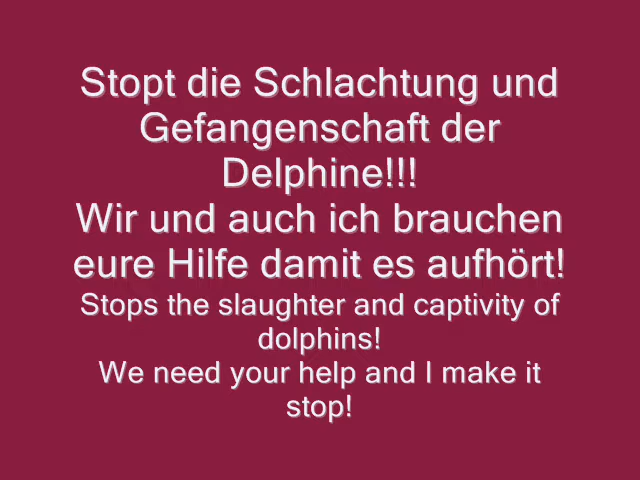 Stopt die Schlachtung und
Gefangenschaft der
Delphine!!!
Wir und auch ich brauchen
eure Hilfe damit es aufhört!
Stops the slaughter and captivity of
dolphins!
We need your help and I make it
stop!